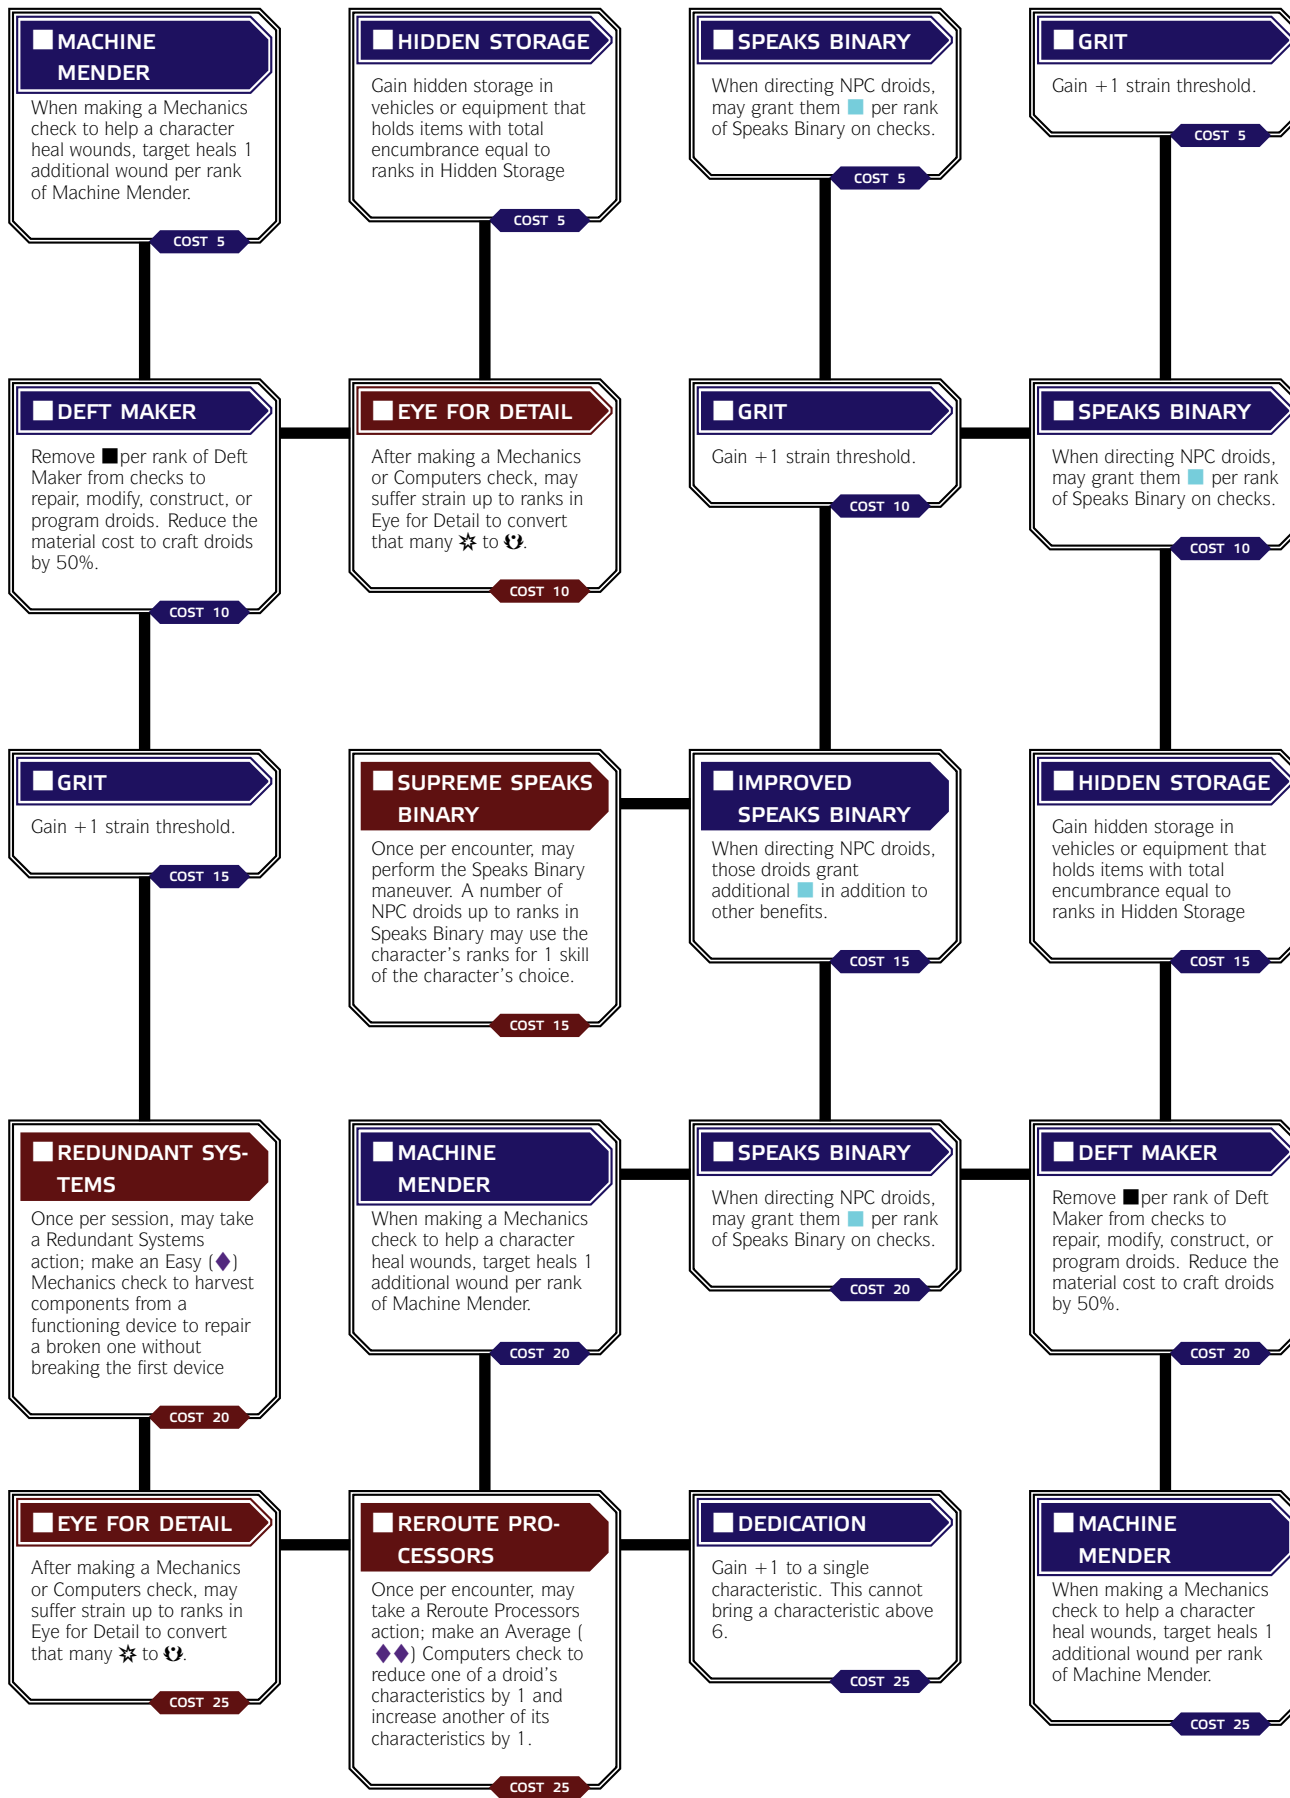 MACHINE
MENDER
When making a Mechanics
check to help a character
heal wounds, target heals 1
additional wound per rank
of Machine Mender.
COST 5
HIDDEN STORAGE
Gain hidden storage in
vehicles or equipment that
holds items with total
encumbrance equal to
ranks in Hidden Storage
COST 5
SPEAKS BINARY
When directing NPC droids,
may grant them per rank
of Speaks Binary on checks.
COST 5
GRIT
Gain +1 strain threshold.
COST 5
DEFT MAKER
Remove per rank of Deft
Maker from checks to
repair, modify, construct, or
program droids. Reduce the
material cost to craft droids
by 50%.
COST 10
EYE FOR DETAIL
After making a Mechanics
or Computers check, may
suffer strain up to ranks in
Eye for Detail to convert
that many to .
COST 10
GRIT
Gain +1 strain threshold.
COST 10
SPEAKS BINARY
When directing NPC droids,
may grant them per rank
of Speaks Binary on checks.
COST 10
GRIT
Gain +1 strain threshold.
COST 15
SUPREME SPEAKS
BINARY
Once per encounter, may
perform the Speaks Binary
maneuver. A number of
NPC droids up to ranks in
Speaks Binary may use the
character's ranks for 1 skill
of the character's choice.
COST 15
IMPROVED
SPEAKS BINARY
When directing NPC droids,
those droids grant
additional in addition to
other benefits.
COST 15
HIDDEN STORAGE
Gain hidden storage in
vehicles or equipment that
holds items with total
encumbrance equal to
ranks in Hidden Storage
COST 15
REDUNDANT SYS-
TEMS
Once per session, may take
a Redundant Systems
action; make an Easy (♦)
Mechanics check to harvest
components from a
functioning device to repair
a broken one without
breaking the first device
COST 20
MACHINE
MENDER
When making a Mechanics
check to help a character
heal wounds, target heals 1
additional wound per rank
of Machine Mender.
COST 20
SPEAKS BINARY
When directing NPC droids,
may grant them per rank
of Speaks Binary on checks.
COST 20
DEFT MAKER
Remove per rank of Deft
Maker from checks to
repair, modify, construct, or
program droids. Reduce the
material cost to craft droids
by 50%.
COST 20
EYE FOR DETAIL
After making a Mechanics
or Computers check, may
suffer strain up to ranks in
Eye for Detail to convert
that many to .
COST 25
REROUTE PRO-
CESSORS
Once per encounter, may
take a Reroute Processors
action; make an Average (
♦♦) Computers check to
reduce one of a droid's
characteristics by 1 and
increase another of its
characteristics by 1.
COST 25
DEDICATION
Gain +1 to a single
characteristic. This cannot
bring a characteristic above
6.
COST 25
MACHINE
MENDER
When making a Mechanics
check to help a character
heal wounds, target heals 1
additional wound per rank
of Machine Mender.
COST 25